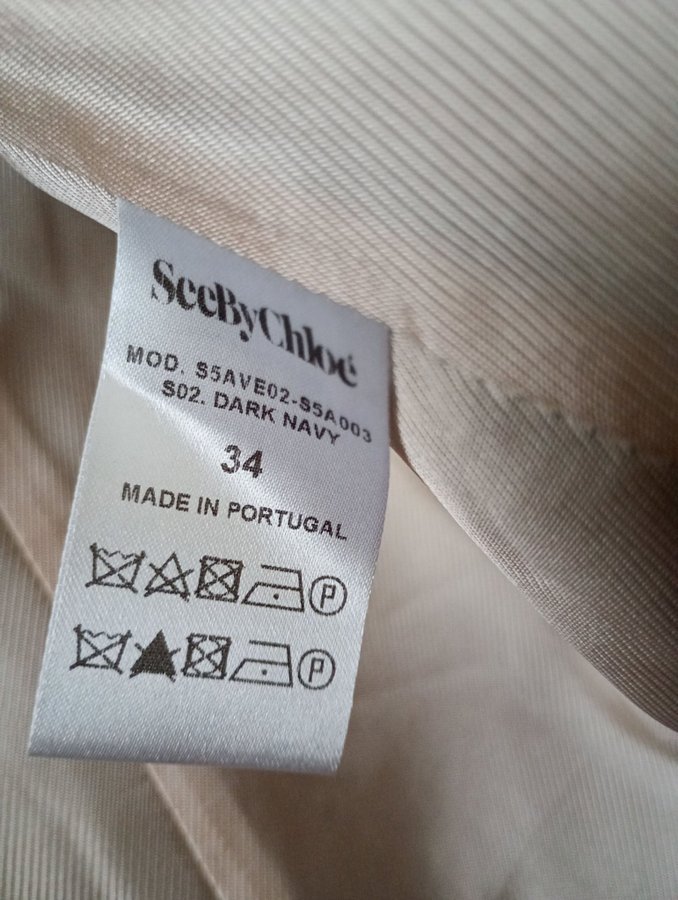 SeeByChloé
MOD. S5AVE02-S5A003
S02. DARK NAVY
34
MADE IN PORTUGAL
P
P